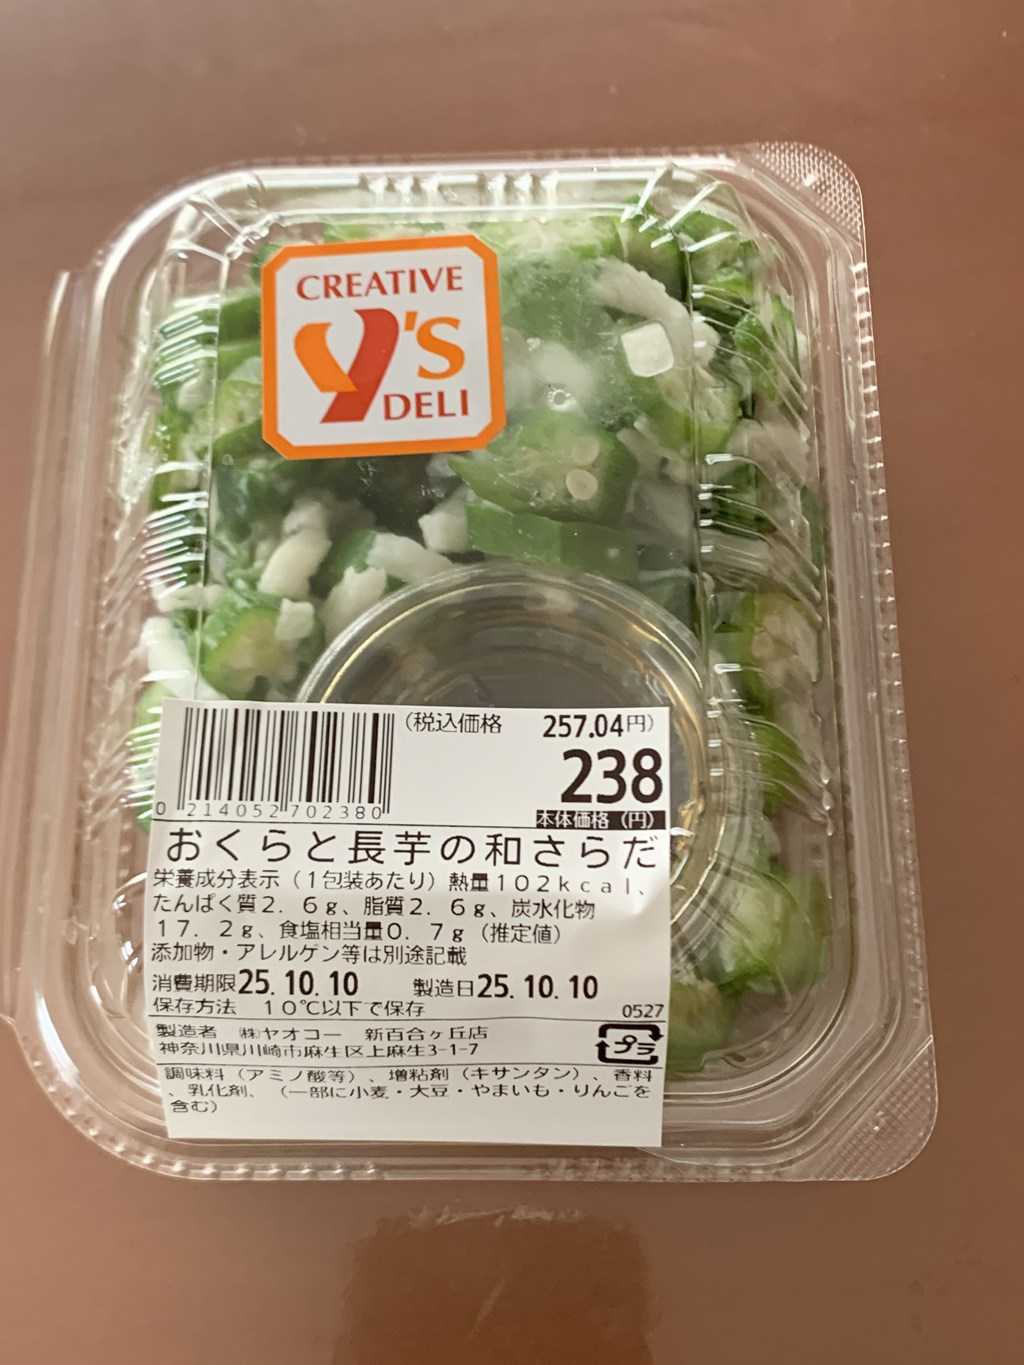 CREATIVE
Y'S
DELI
(税込価格 257.04円)
238
本体価格(円)
0 214052 702380
おくらと長芋の和さらだ
栄養成分表示(1包装あたり)熱量102kcal、
たんぱく質2.6g、脂質2.6g、炭水化物
17.2g、食塩相当量0.7g(推定値)
添加物・アレルゲン等は別途記載
消費期限25.10.10 製造日25.10.10
保存方法 10℃以下で保存 0527
製造者 ㈱ヤオコー 新百合ヶ丘店
神奈川県川崎市麻生区上麻生3-1-7
プラ
調味料(アミノ酸等)、増粘剤(キサンタン)、香料
、乳化剤、(一部に小麦・大豆・やまいも・りんごを
含む)